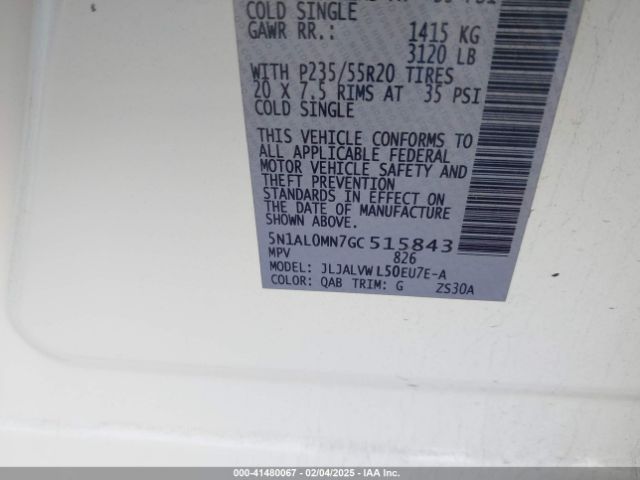 COLD SINGLE
GAWR RR.: 1415 KG
3120 LB
WITH P235/55R20 TIRES
20 X 7.5 RIMS AT 35 PSI
COLD SINGLE
THIS VEHICLE CONFORMS TO
ALL APPLICABLE FEDERAL
MOTOR VEHICLE SAFETY AND
THEFT PREVENTION
STANDARDS IN EFFECT ON
THE DATE OF MANUFACTURE
SHOWN ABOVE.
5N1AL0MN7GC515843
MPV 826
MODEL: JLJALVWL50EU7E-A
COLOR: QAB TRIM: G ZS30A
000-41480067 - 02/04/2025 - IAA Inc.